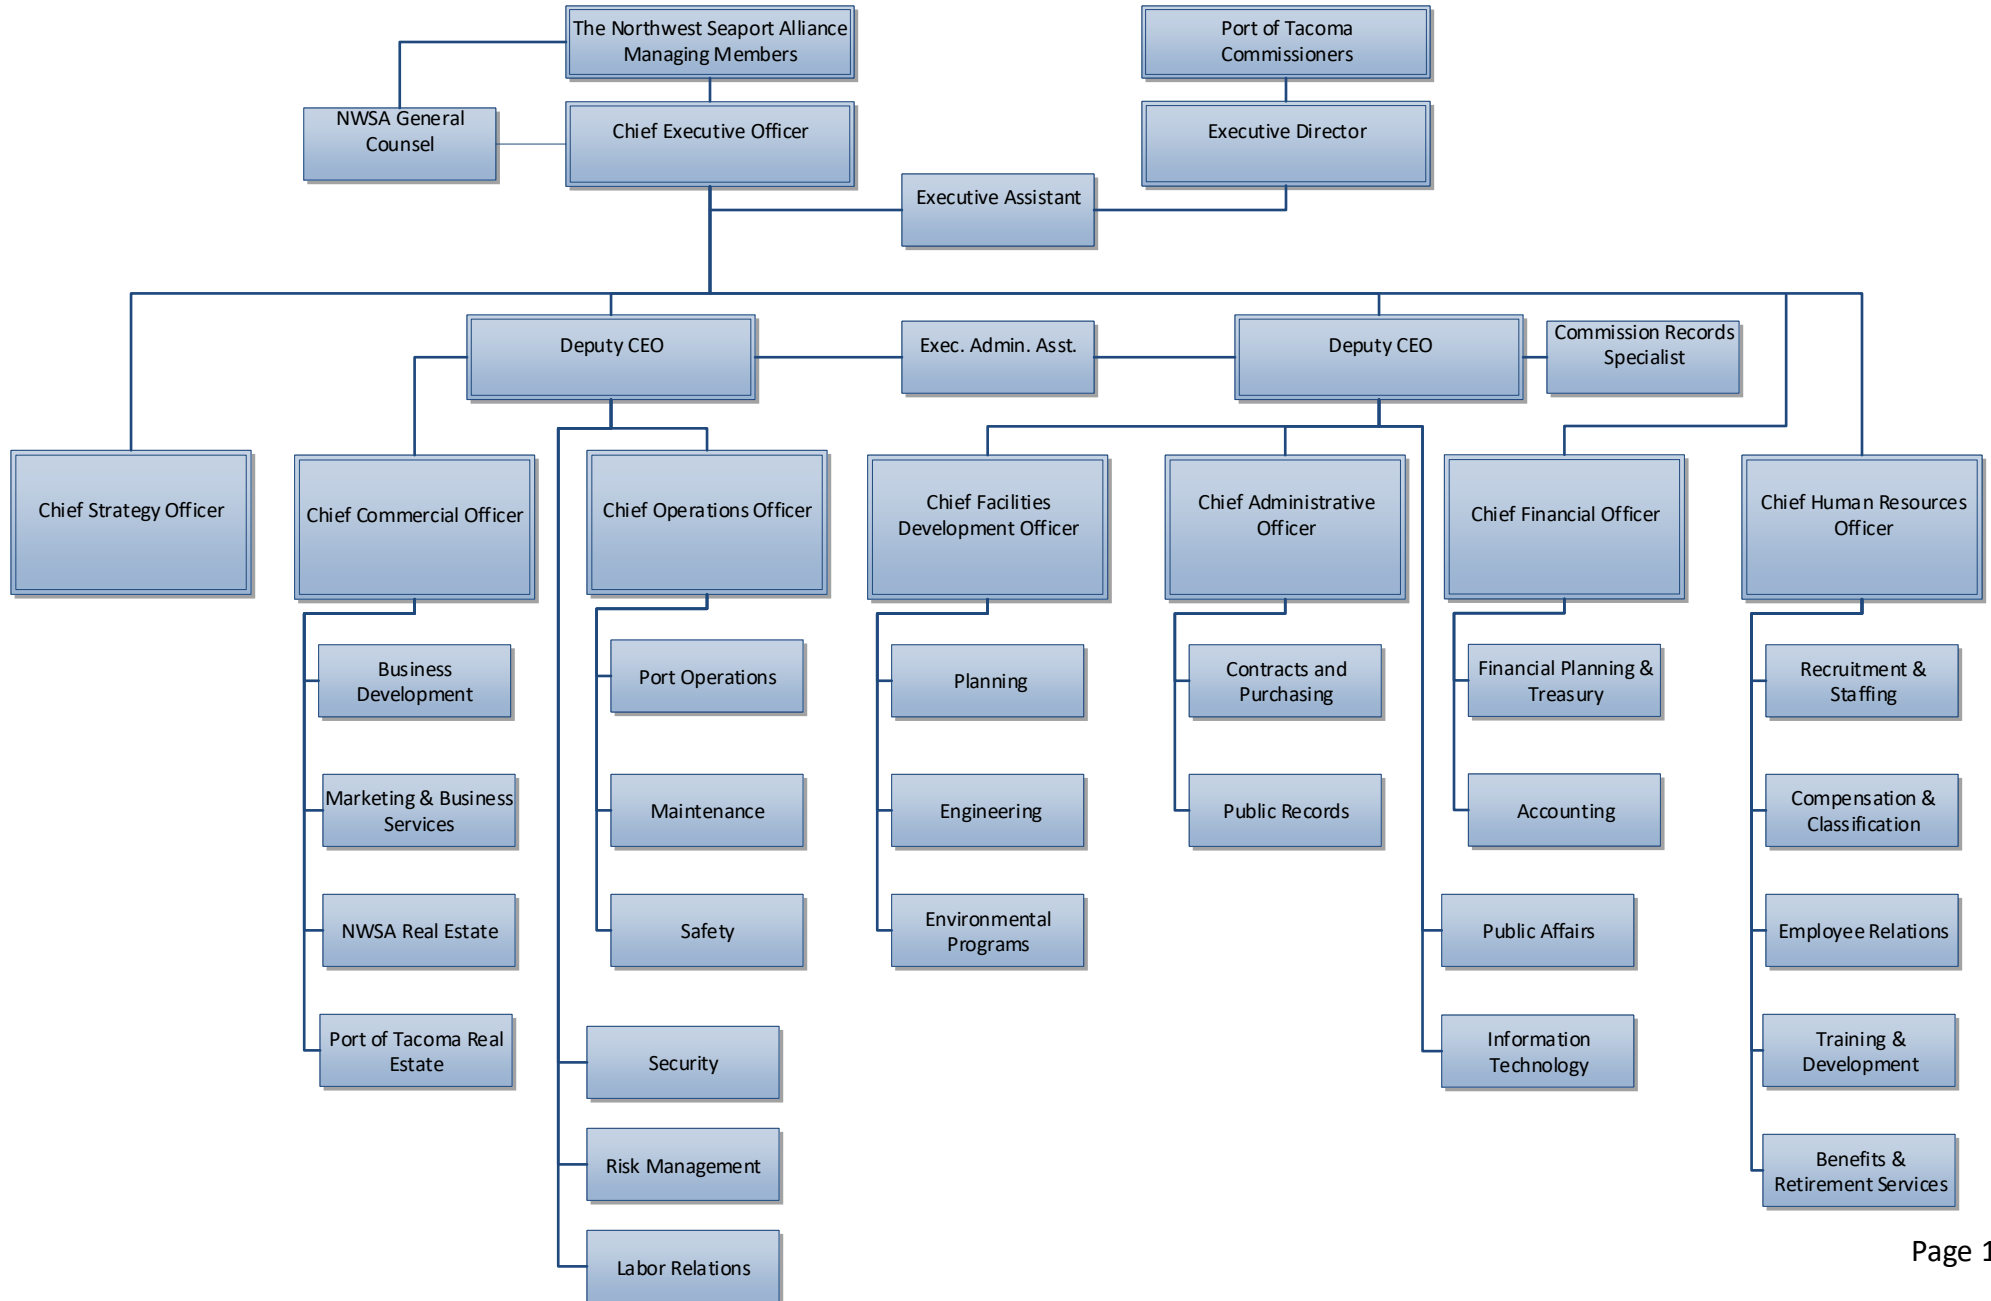 The Northwest Seaport Alliance
Managing Members
Port of Tacoma
Commissioners
NWSA General
Counsel
Chief Executive Officer
Executive Director
Executive Assistant
Deputy CEO
Exec. Admin. Asst.
Deputy CEO
Commission Records
Specialist
Chief Strategy Officer
Chief Commercial Officer
Chief Operations Officer
Chief Facilities
Development Officer
Chief Administrative
Officer
Chief Financial Officer
Chief Human Resources
Officer
Business
Development
Port Operations
Planning
Contracts and
Purchasing
Financial Planning &
Treasury
Recruitment &
Staffing
Marketing & Business
Services
Maintenance
Engineering
Public Records
Accounting
Compensation &
Classification
NWSA Real Estate
Safety
Environmental
Programs
Public Affairs
Employee Relations
Port of Tacoma Real
Estate
Security
Information
Technology
Training &
Development
Risk Management
Benefits &
Retirement Services
Labor Relations
Page 1